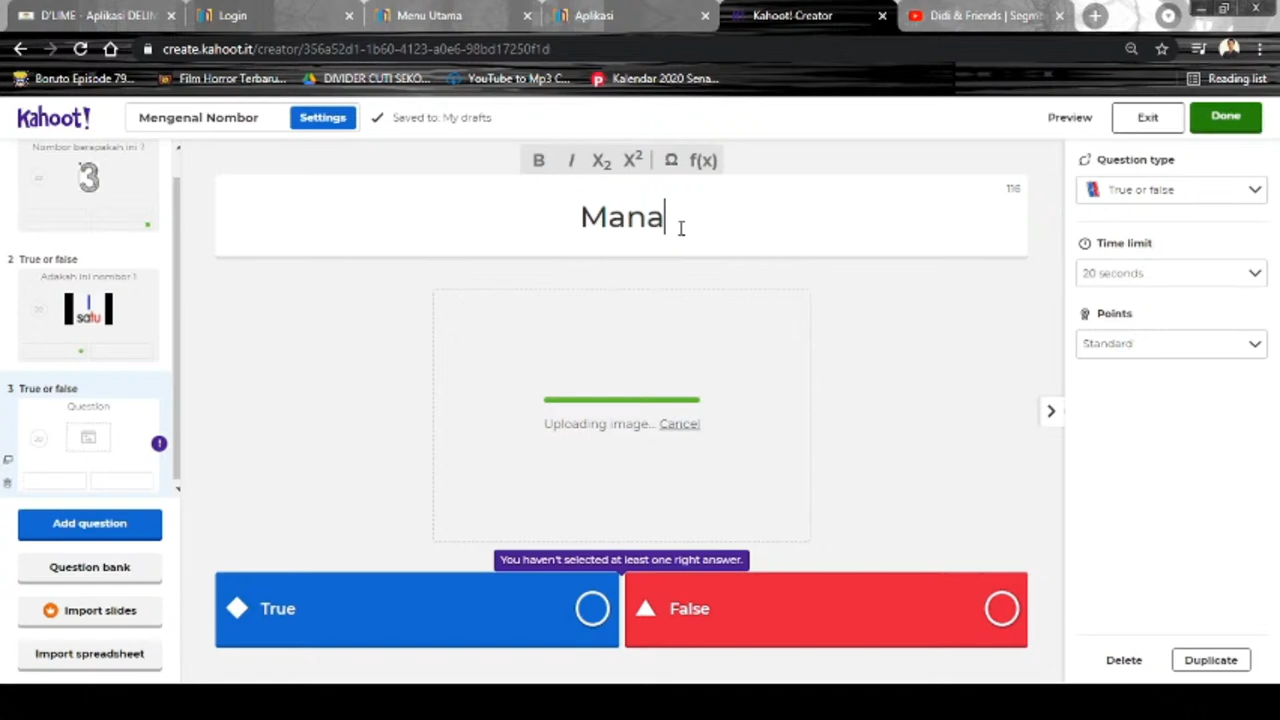 D'LIME - Aplikasi DELIM
Login
Menu Utama
Aplikasi
Kahoot! Creator
Didi & Friends | Segm
create.kahoot.it/creator/356a52d1-1b60-4123-a0e6-98bd17250f1d
Boruto Episode 79...
Film Horror Terbaru...
DIVIDER CUTI SEKO...
YouTube to Mp3 C...
Kalendar 2020 Sena...
Reading list
Kahoot!
Mengenal Nombor
Settings
Saved to: My drafts
Preview
Exit
Done
Nombor berapakah ini ?
20
3
2 True or false
Adakah ini nombor 1
20
1
satu
3 True or false
Question
20
!
Add question
Question bank
Import slides
Import spreadsheet
B I X2 X2 Ω f(x)
116
Mana
Uploading image... Cancel
You haven't selected at least one right answer.
True
False
Question type
True or false
Time limit
20 seconds
Points
Standard
Delete
Duplicate